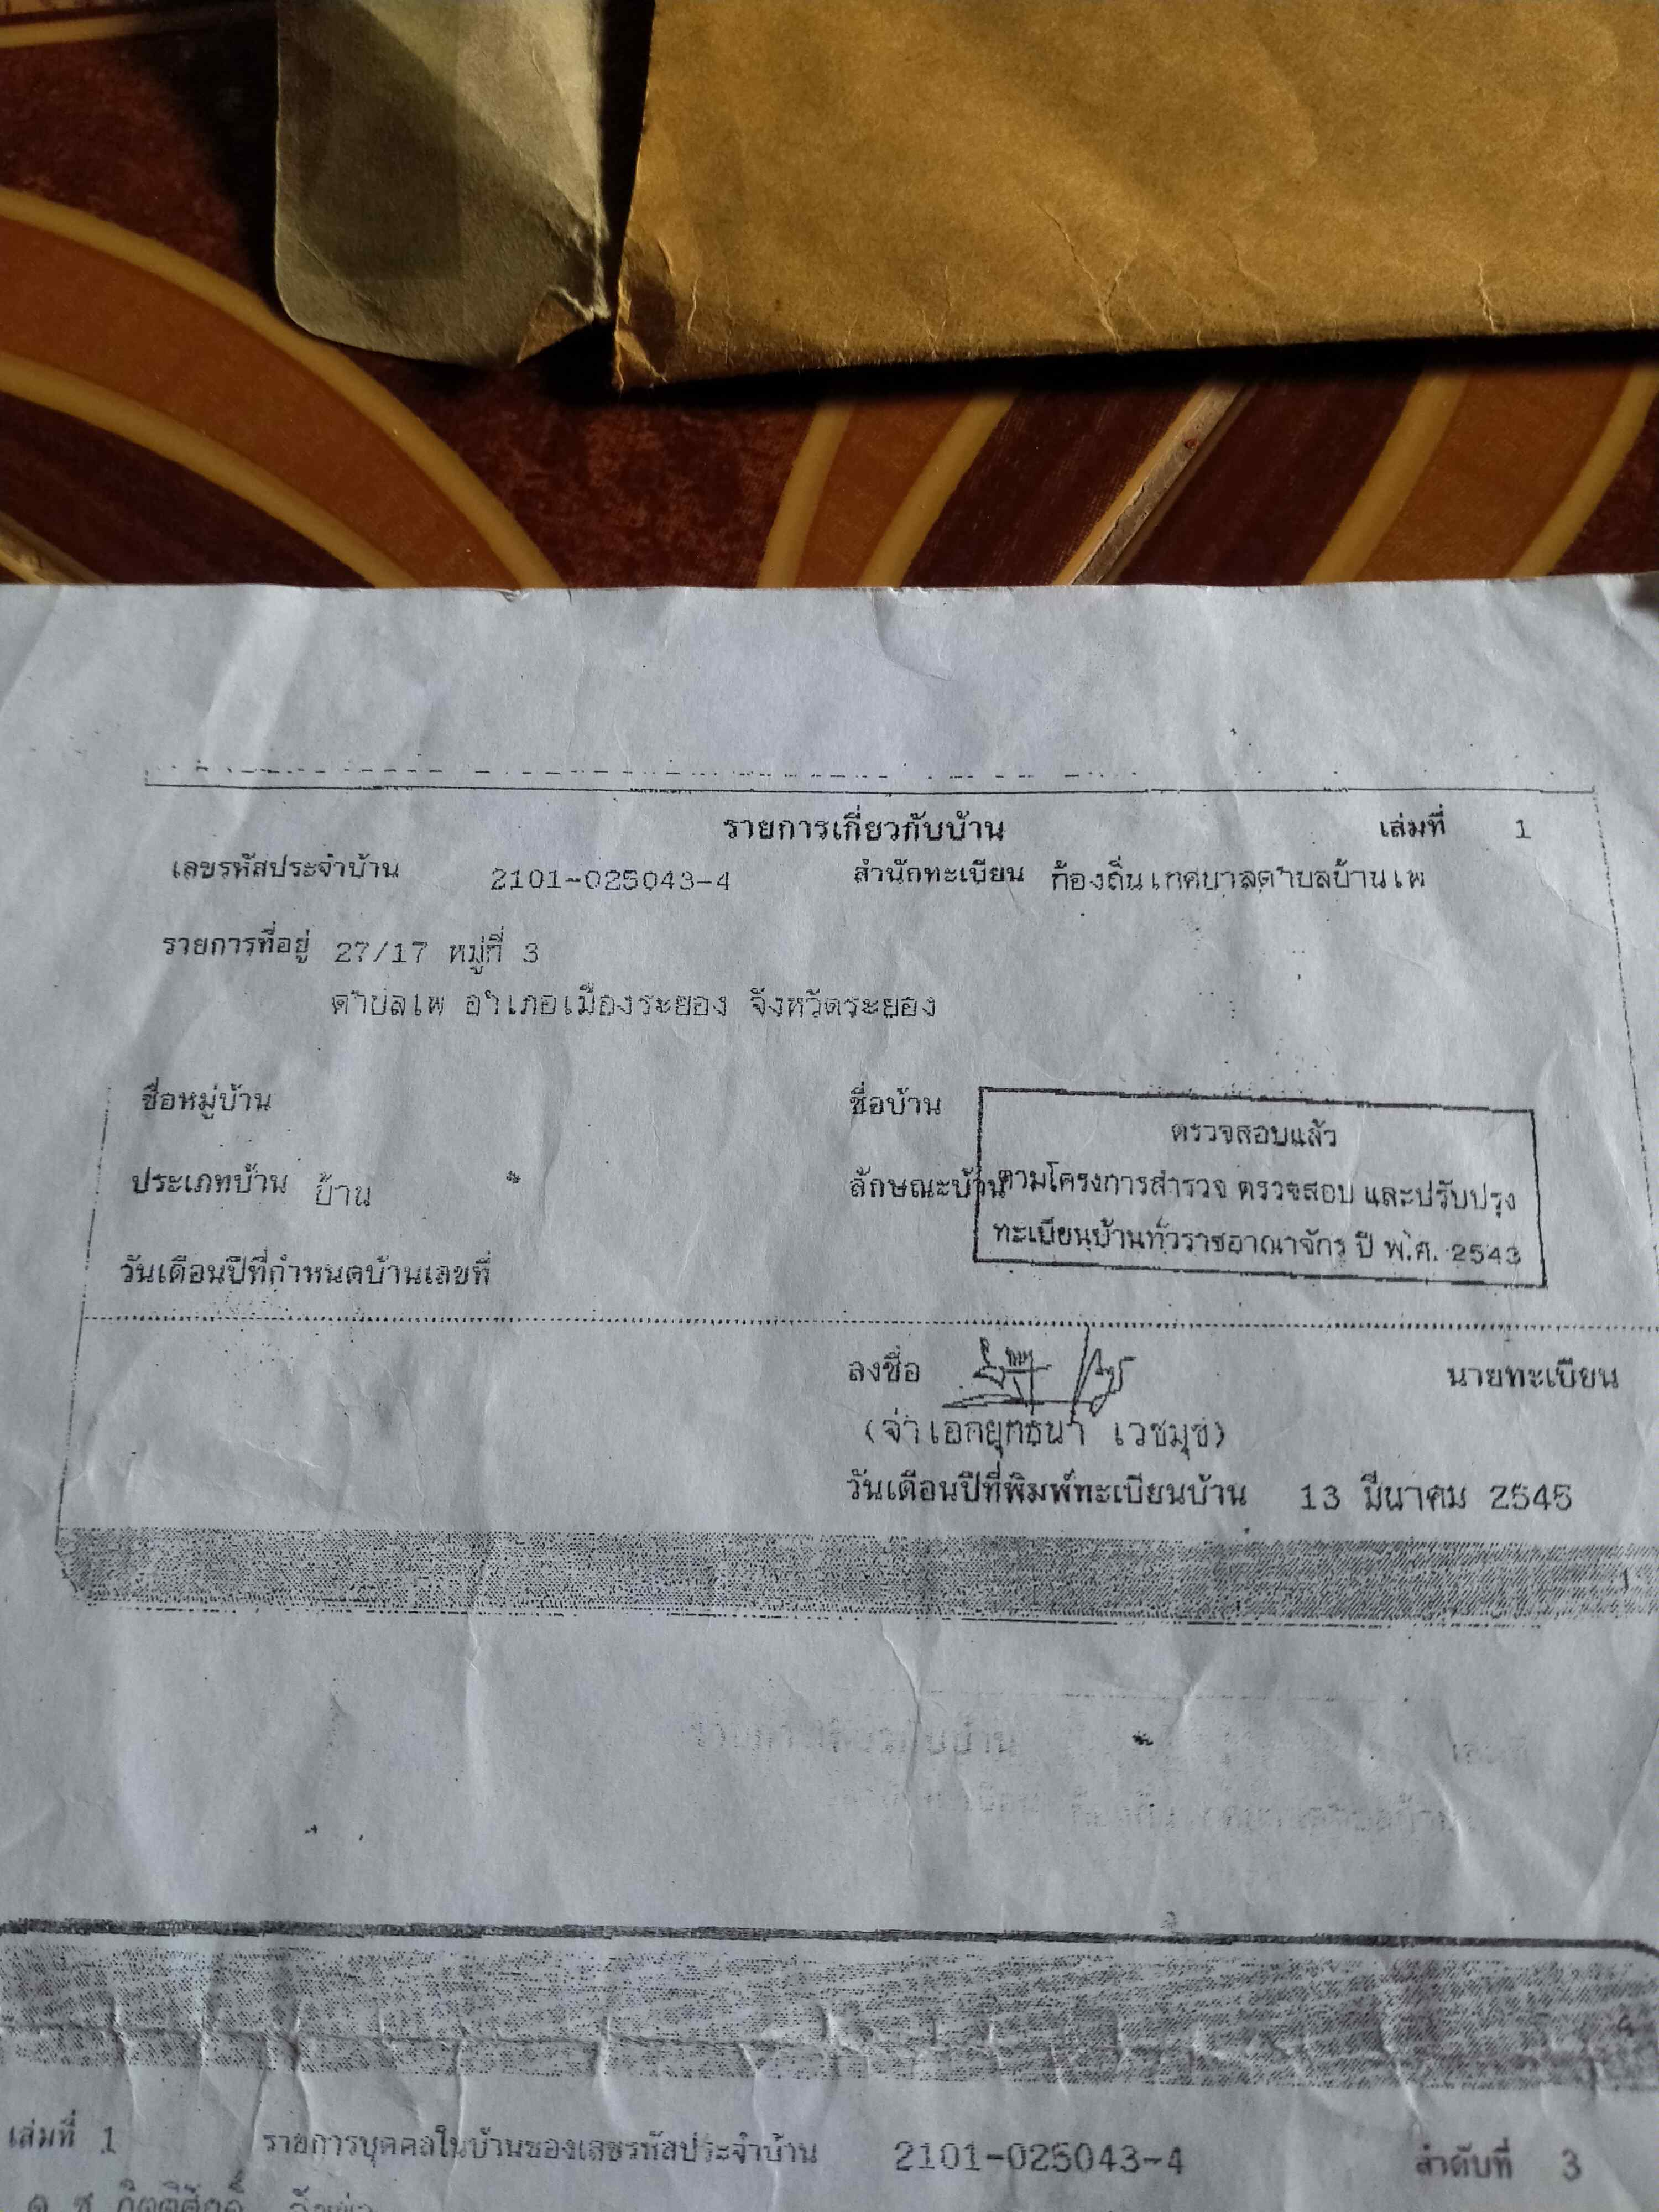 รายการเกี่ยวกับบ้าน เล่มที่ 1
เลขรหัสประจำบ้าน 2101-025043-4 สำนักทะเบียน ท้องถิ่นเทศบาลตำบลบ้านเพ
รายการที่อยู่ 27/17 หมู่ที่ 3
ตำบลเพ อำเภอเมืองระยอง จังหวัดระยอง
ชื่อหมู่บ้าน ชื่อบ้าน
ประเภทบ้าน บ้าน ลักษณะบ้าน
ตรวจสอบแล้ว
ตามโครงการสำรวจ ตรวจสอบ และปรับปรุง
ทะเบียนบ้านทั่วราชอาณาจักร ปี พ.ศ. 2543
วันเดือนปีที่กำหนดบ้านเลขที่
ลงชื่อ นายทะเบียน
(จ่าเอกยุทธนา เวชมุข)
วันเดือนปีที่พิมพ์ทะเบียนบ้าน 13 มีนาคม 2545
เล่มที่ 1 รายการบุคคลในบ้านของเลขรหัสประจำบ้าน 2101-025043-4 ลำดับที่ 3